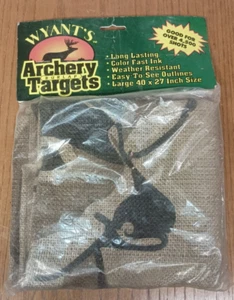 WYANT'S
Archery
Targets
• Long Lasting
• Color Fast Ink
• Weather Resistant
• Easy To See Outlines
• Large 40 x 27 Inch Size
GOOD FOR
OVER 4,500
SHOTS